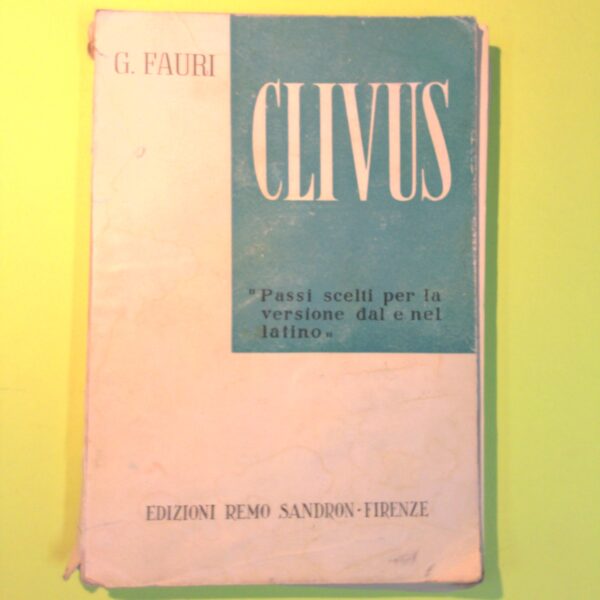 G. FAURI
CLIVUS
"Passi scelti per la
versione dal e nel
latino"
EDIZIONI REMO SANDRON-FIRENZE